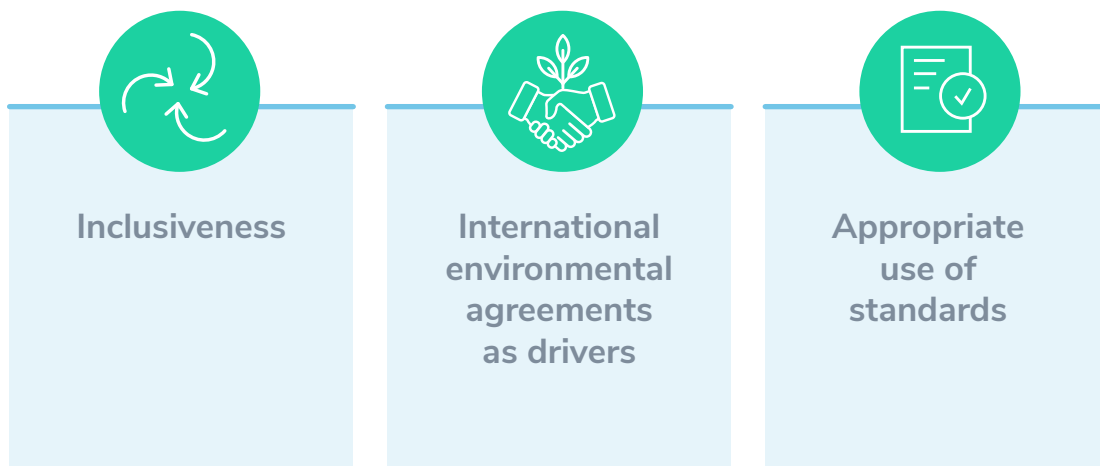 Inclusiveness
International
environmental
agreements
as drivers
Appropriate
use of
standards